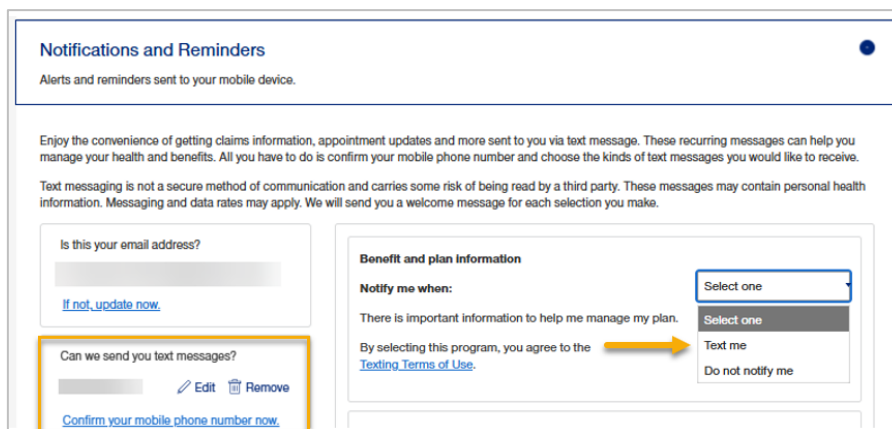 Notifications and Reminders
Alerts and reminders sent to your mobile device.
Enjoy the convenience of getting claims information, appointment updates and more sent to you via text message. These recurring messages can help you
manage your health and benefits. All you have to do is confirm your mobile phone number and choose the kinds of text messages you would like to receive.
Text messaging is not a secure method of communication and carries some risk of being read by a third party. These messages may contain personal health
information. Messaging and data rates may apply. We will send you a welcome message for each selection you make.
Is this your email address?
If not, update now.
Can we send you text messages?
Edit Remove
Confirm your mobile phone number now.
Benefit and plan information
Notify me when:
Select one
There is important information to help me manage my plan.
Select one
By selecting this program, you agree to the
Texting Terms of Use.
Text me
Do not notify me